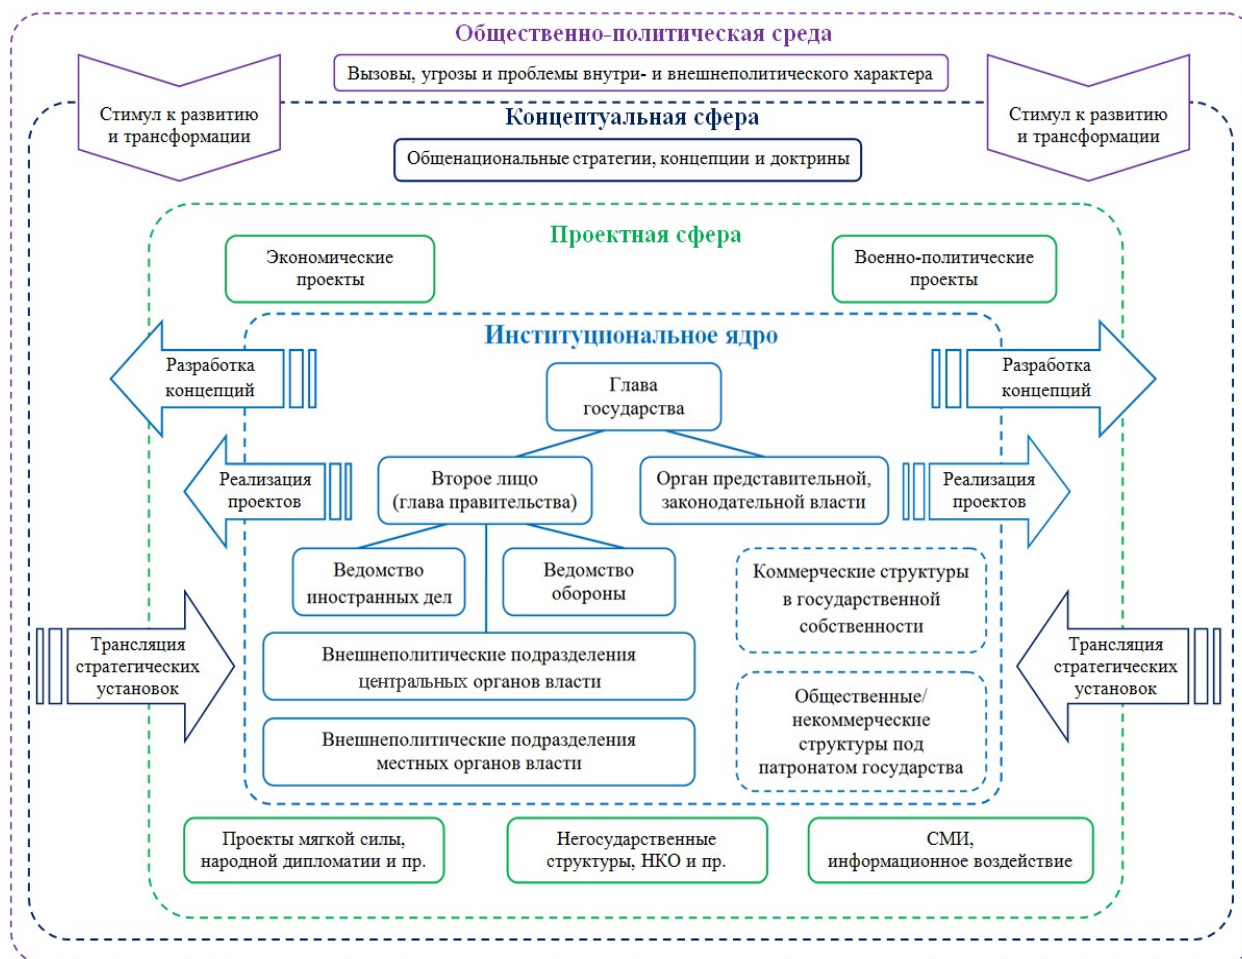 Общественно-политическая среда
Вызовы, угрозы и проблемы внутри- и внешнеполитического характера
Стимул к развитию
и трансформации
Стимул к развитию
и трансформации
Концептуальная сфера
Общенациональные стратегии, концепции и доктрины
Проектная сфера
Экономические
проекты
Военно-политические
проекты
Институциональное ядро
Разработка
концепций
Глава
государства
Разработка
концепций
Реализация
проектов
Второе лицо
(глава правительства)
Орган представительной,
законодательной власти
Реализация
проектов
Ведомство
иностранных дел
Ведомство
обороны
Коммерческие структуры
в государственной
собственности
Трансляция
стратегических
установок
Внешнеполитические подразделения
центральных органов власти
Трансляция
стратегических
установок
Внешнеполитические подразделения
местных органов власти
Общественные/
некоммерческие
структуры под
патронатом государства
Проекты мягкой силы,
народной дипломатии и пр.
Негосударственные
структуры, НКО и пр.
СМИ,
информационное воздействие